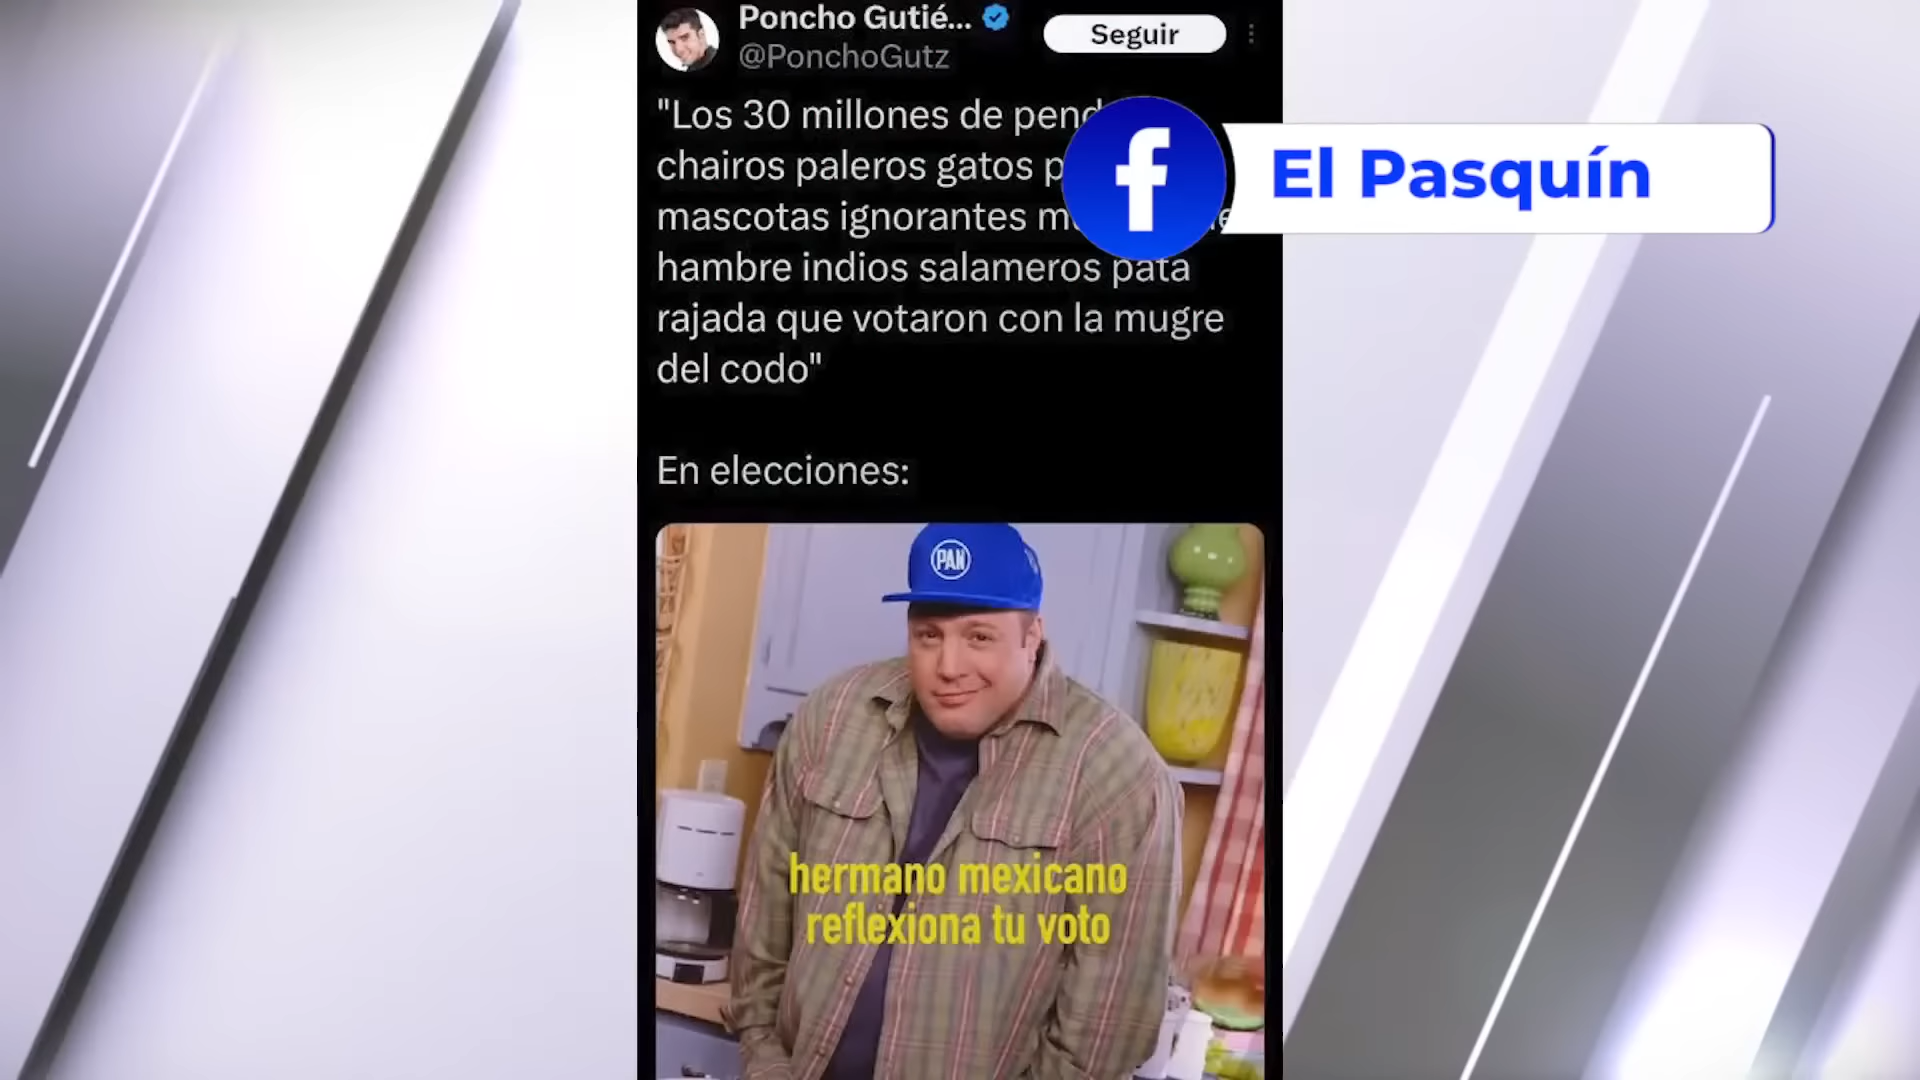 Poncho Gutié...
@PonchoGutz
Seguir
"Los 30 millones de
chairos paleros gatos
mascotas ignorantes
hambre indios salameros pata
rajada que votaron con la mugre
del codo"
En elecciones:
f
El Pasquín
PAN
hermano mexicano
reflexiona tu voto